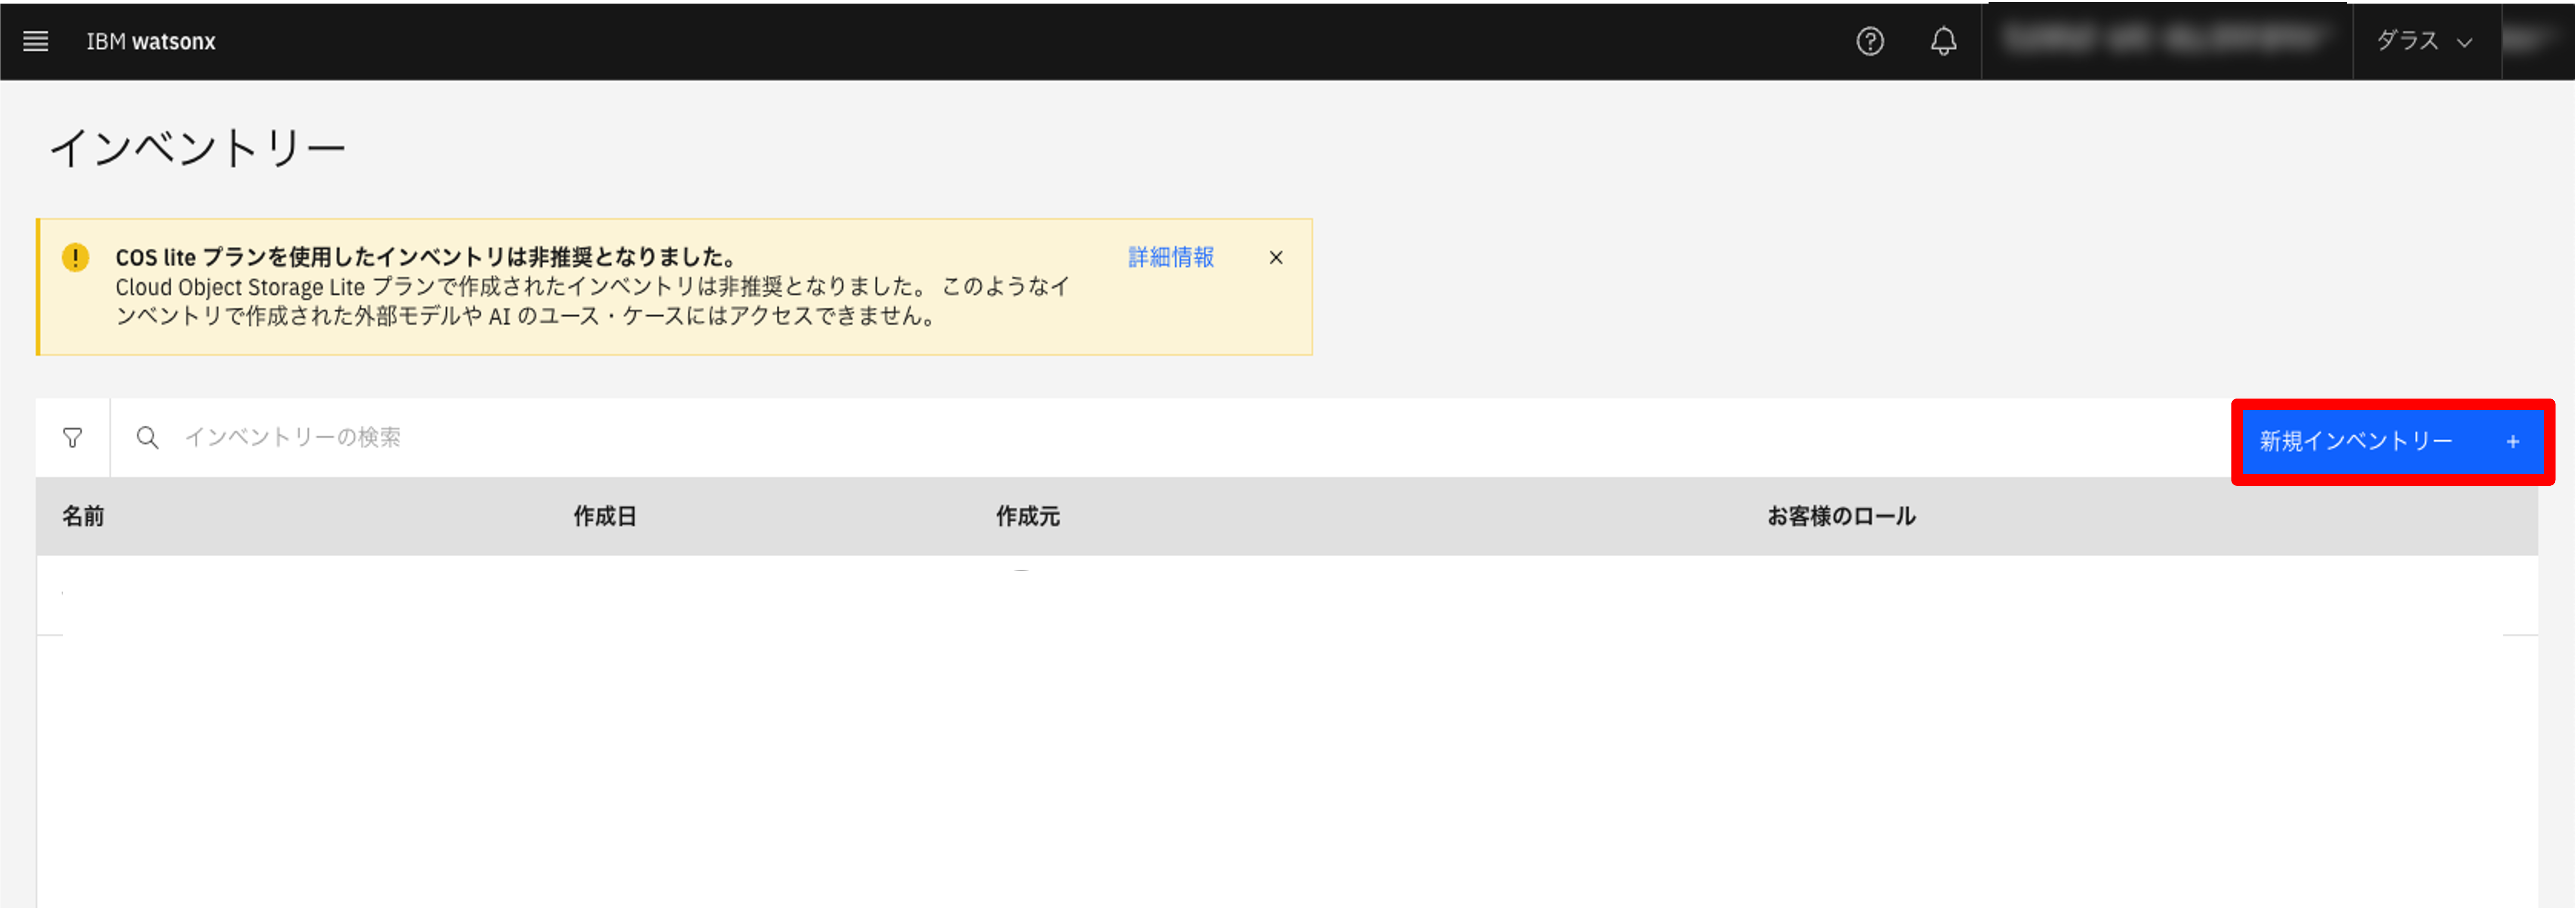 IBM watsonx
ダラス
インベントリー
COS lite プランを使用したインベントリは非推奨となりました。
詳細情報
Cloud Object Storage Lite プランで作成されたインベントリは非推奨となりました。 このようなイ
ンベントリで作成された外部モデルや AI のユース・ケースにはアクセスできません。
インベントリーの検索
新規インベントリー +
名前 作成日 作成元 お客様のロール